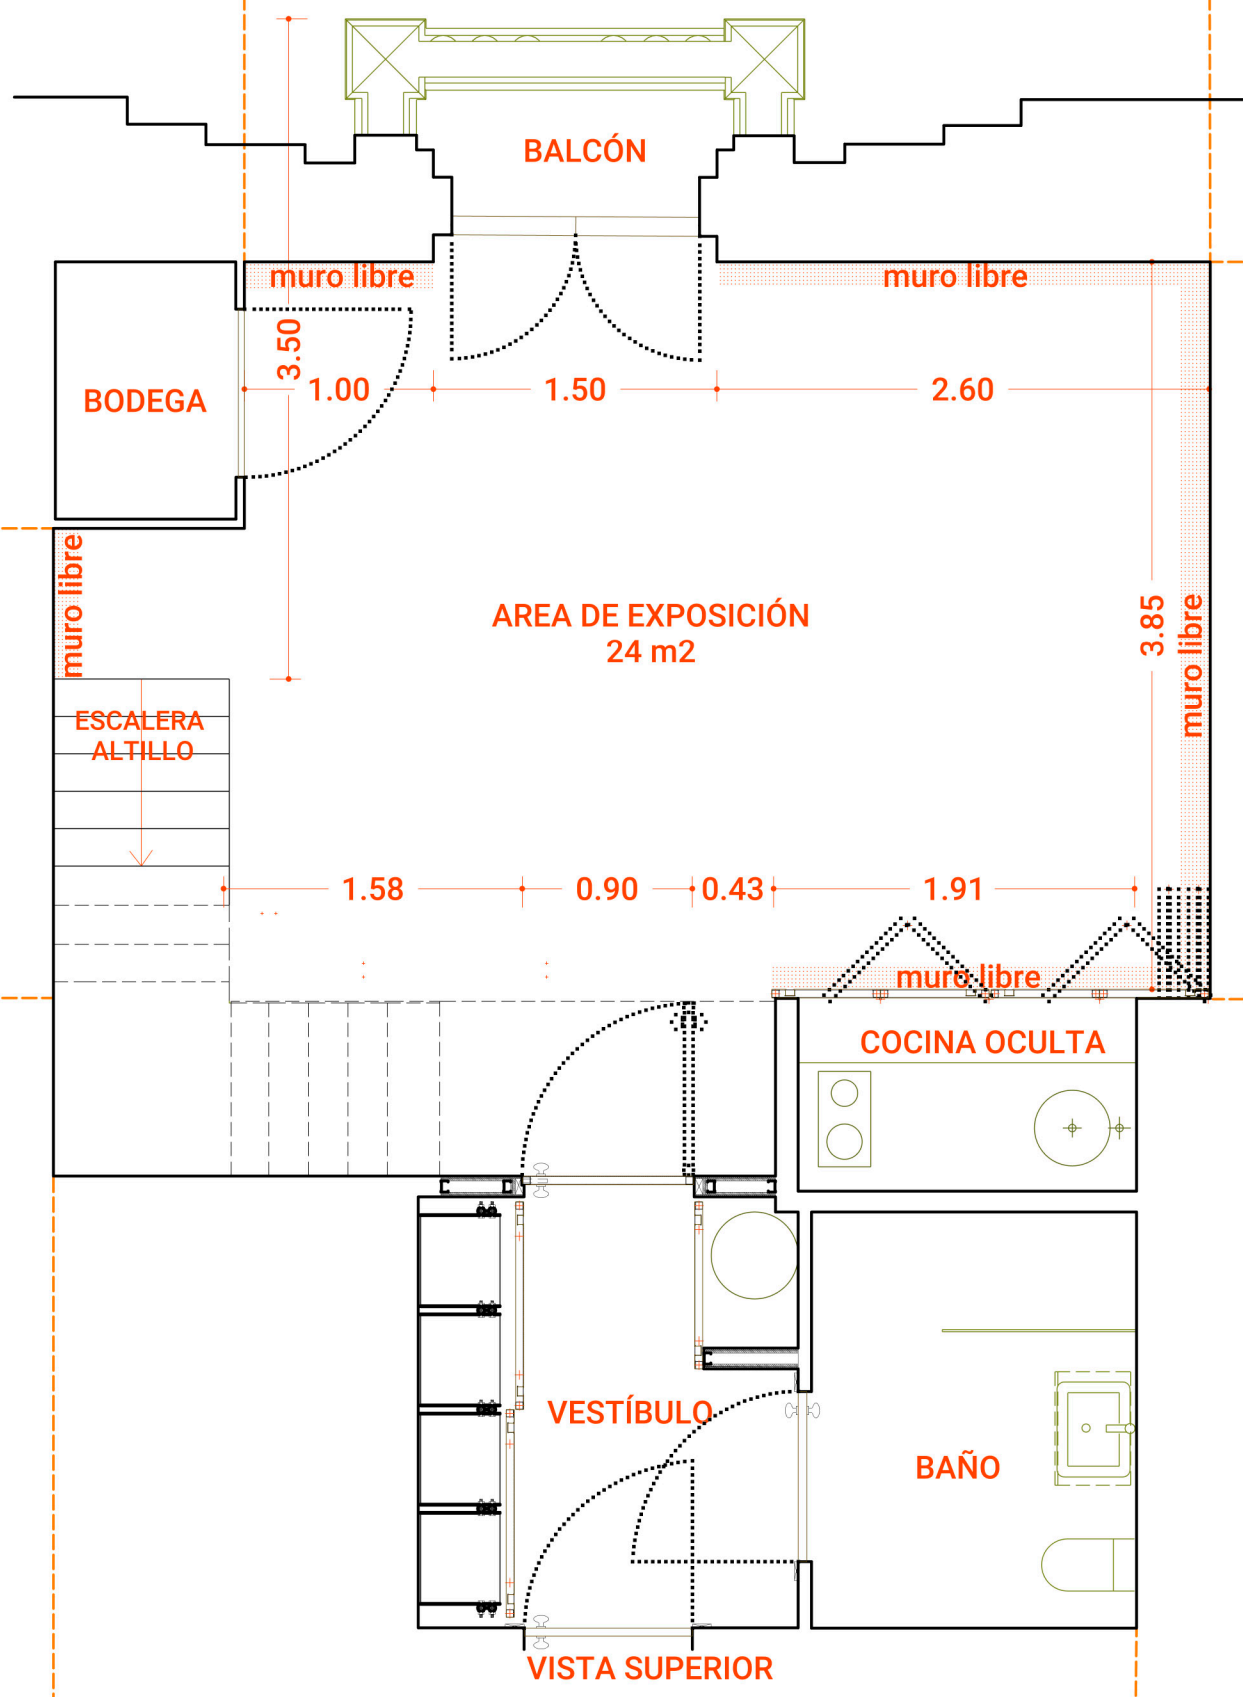 BALCÓN
muro libre
muro libre
3.50
1.00
1.50
2.60
BODEGA
muro libre
AREA DE EXPOSICIÓN
24 m2
3.85
muro libre
ESCALERA
ALTILLO
1.58
0.90
0.43
1.91
muro libre
COCINA OCULTA
VESTÍBULO
BAÑO
VISTA SUPERIOR